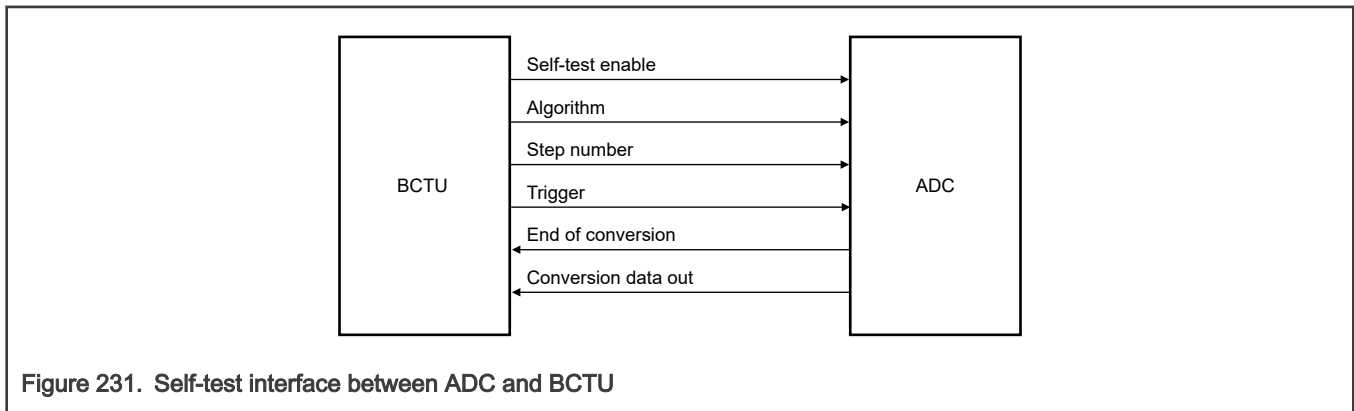 Self-test enable
Algorithm
Step number
BCTU
Trigger
ADC
End of conversion
Conversion data out
Figure 231. Self-test interface between ADC and BCTU